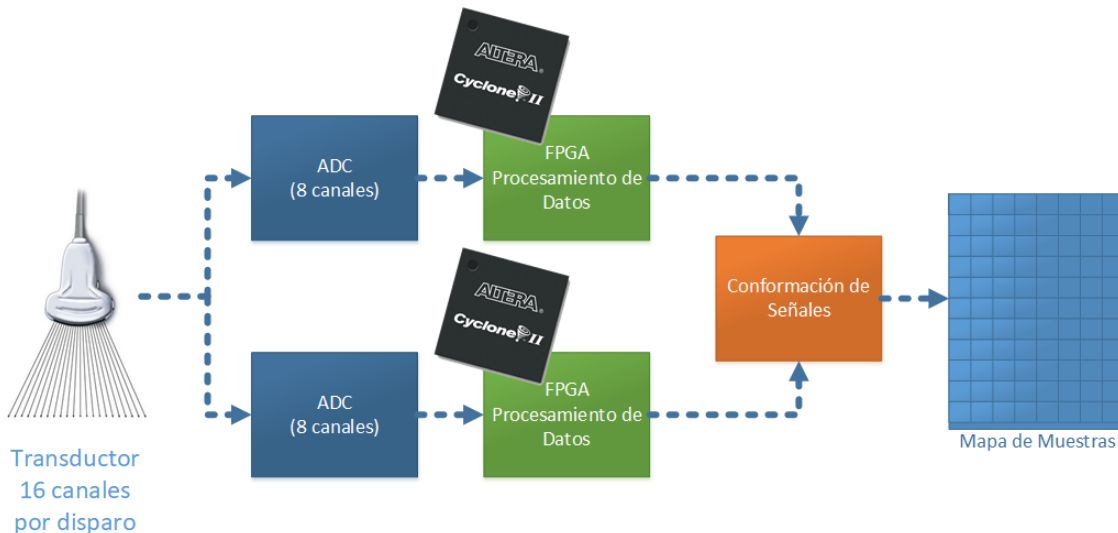 ALTERA®
Cyclone II
ADC
(8 canales)
FPGA
Procesamiento de
Datos
Conformación de
Señales
ALTERA®
Cyclone II
ADC
(8 canales)
FPGA
Procesamiento de
Datos
Mapa de Muestras
Transductor
16 canales
por disparo